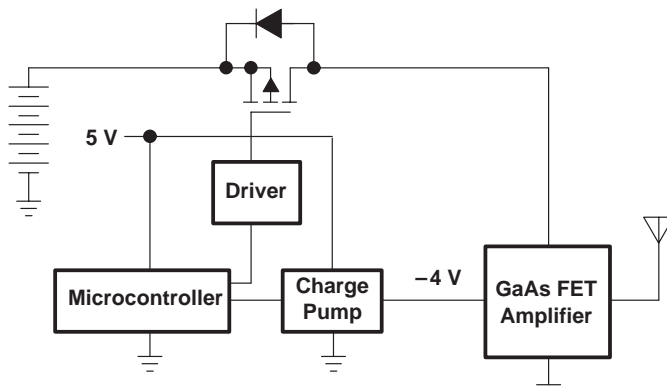 5 V
Driver
Microcontroller
Charge
Pump
−4 V
GaAs FET
Amplifier